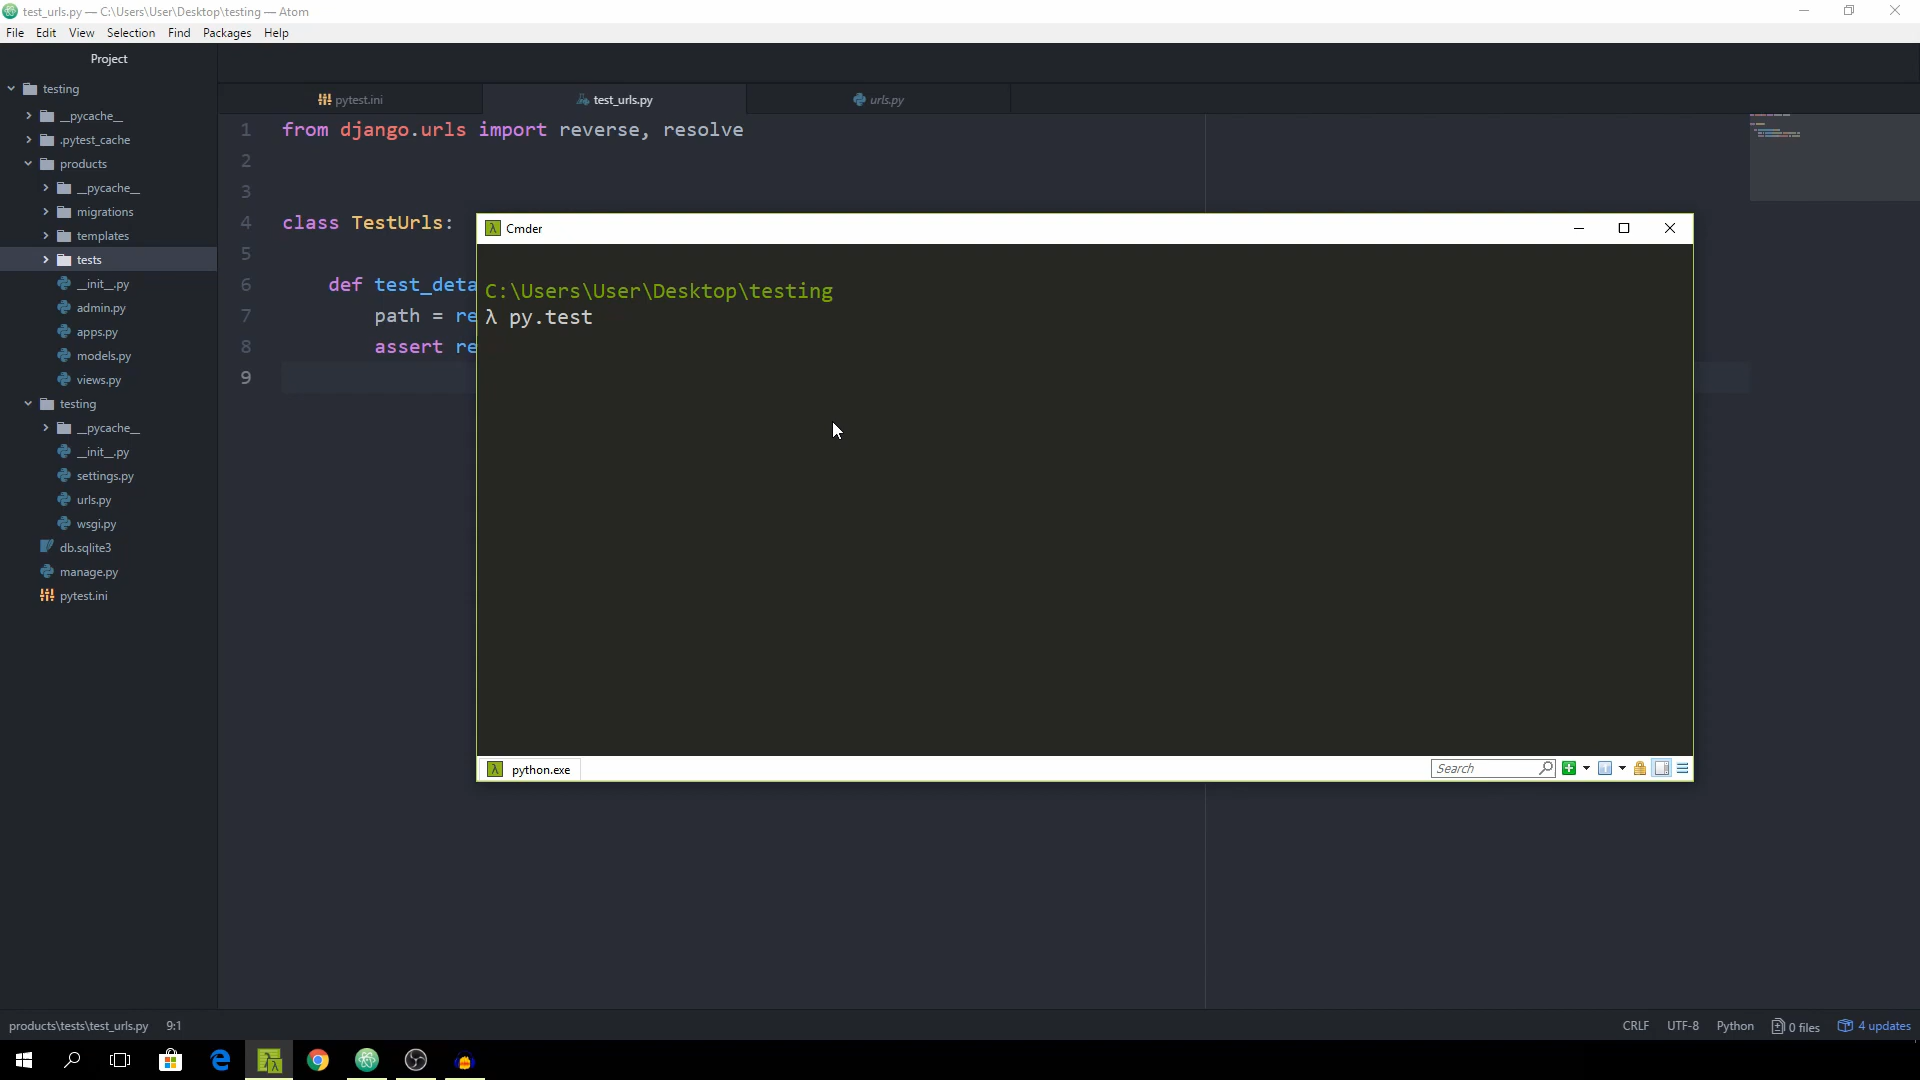 test_urls.py — C:\Users\User\Desktop\testing — Atom
File Edit View Selection Find Packages Help
Project
testing
__pycache__
.pytest_cache
products
__pycache__
migrations
templates
tests
__init__.py
admin.py
apps.py
models.py
views.py
testing
__pycache__
__init__.py
settings.py
urls.py
wsgi.py
db.sqlite3
manage.py
pytest.ini
pytest.ini test_urls.py urls.py
1 from django.urls import reverse, resolve
2
3
4 class TestUrls:
5
6 def test_deta
7 path = re
8 assert re
9
Cmder
C:\Users\User\Desktop\testing
λ py.test
python.exe
Search
products\tests\test_urls.py 9:1
CRLF UTF-8 Python 0 files 4 updates